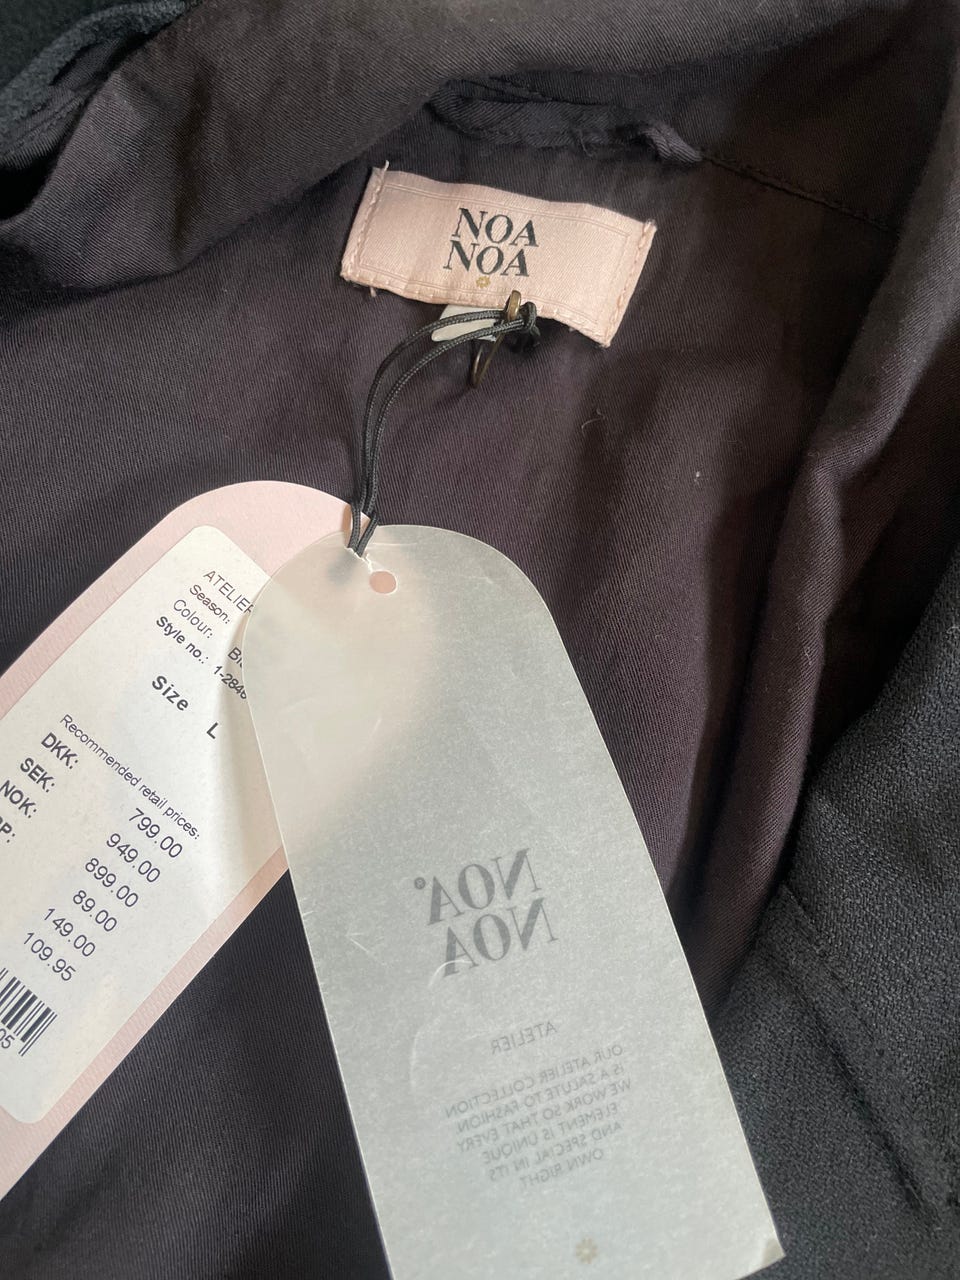 NOA
NOA
ATELIER
Season:
Colour:
Style no.: 1-2846
Size L
Recommended retail prices:
DKK: 799.00
SEK: 949.00
NOK: 899.00
89.00
149.00
109.95
NOA
NOA
ATELIER
OUR ATELIER COLLECTION
IS A SALUTE TO FASHION.
WE WORK SO THAT EVERY
ELEMENT IS UNIQUE
AND SPECIAL IN ITS
OWN RIGHT